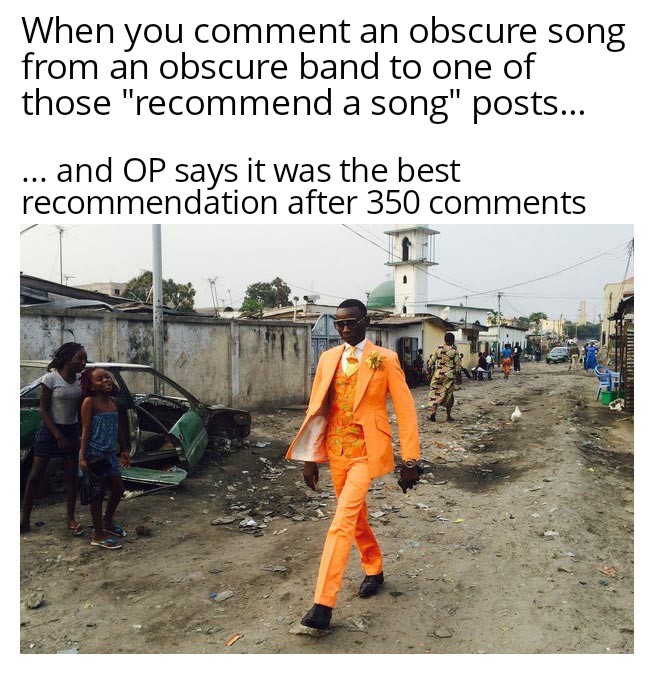 When you comment an obscure song
from an obscure band to one of
those "recommend a song" posts...
... and OP says it was the best
recommendation after 350 comments